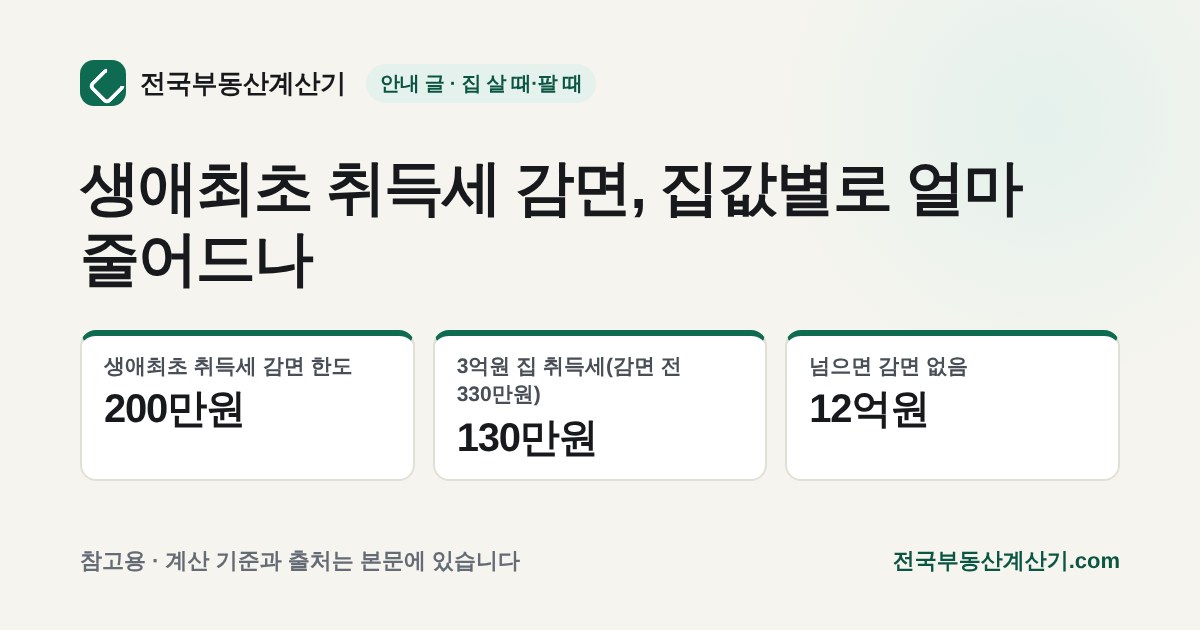 전국부동산계산기
안내 글 · 집 살 때·팔 때
생애최초 취득세 감면, 집값별로 얼마
줄어드나
생애최초 취득세 감면 한도
200만원
3억원 집 취득세(감면 전
330만원)
130만원
넘으면 감면 없음
12억원
참고용 · 계산 기준과 출처는 본문에 있습니다
전국부동산계산기.com